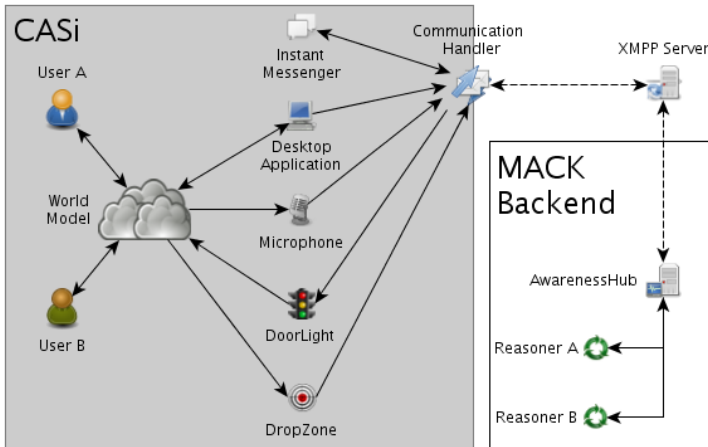 CASi
Communication
Handler
Instant
Messenger
XMPP Server
User A
Desktop
Application
MACK
Backend
World
Model
Microphone
AwarenessHub
User B
DoorLight
Reasoner A
DropZone
Reasoner B